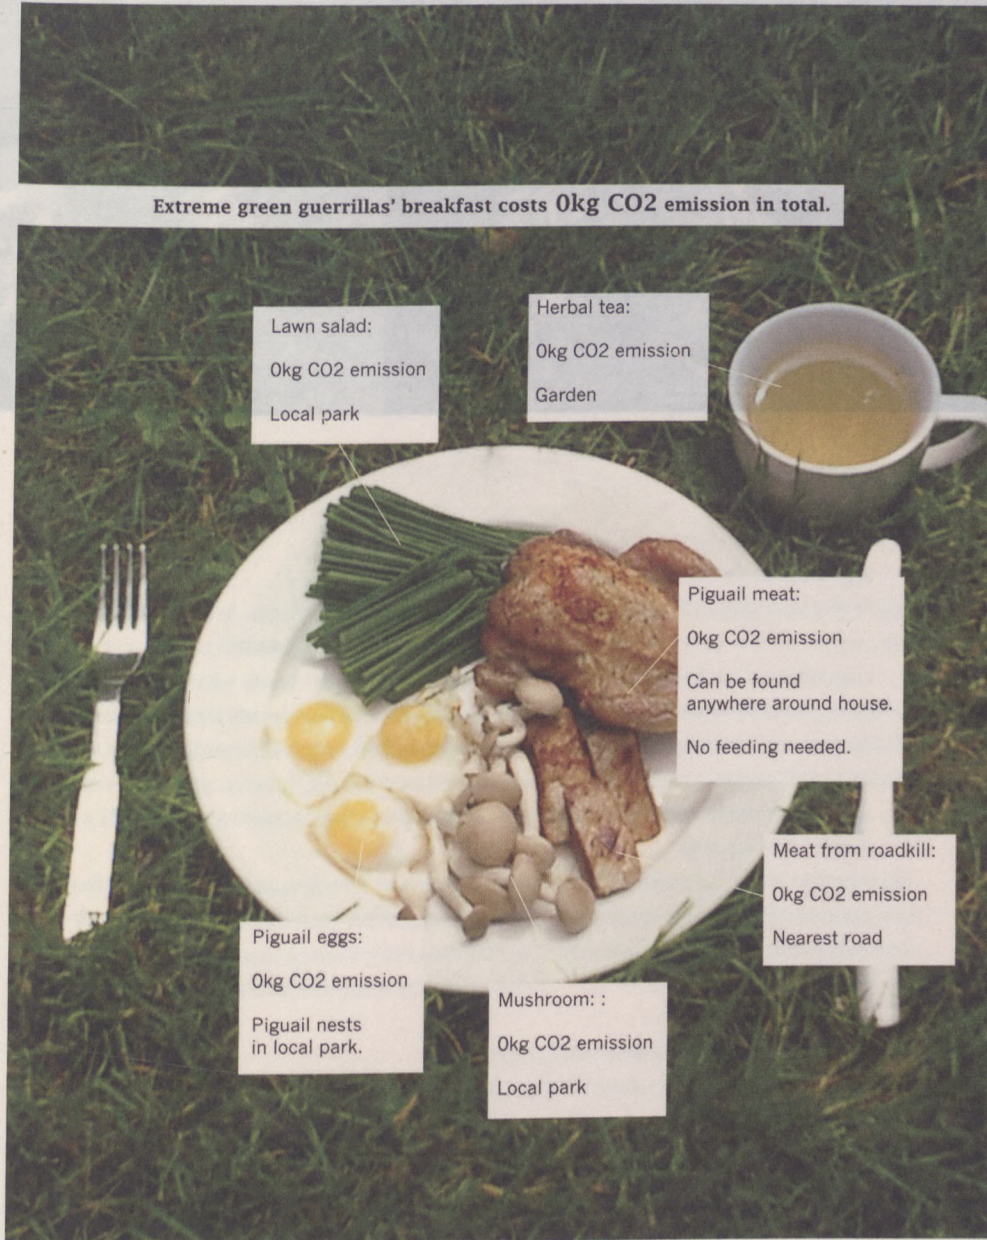 Extreme green guerrillas' breakfast costs 0kg CO2 emission in total.
Lawn salad:
0kg CO2 emission
Local park
Herbal tea:
0kg CO2 emission
Garden
Piguail meat:
0kg CO2 emission
Can be found
anywhere around house.
No feeding needed.
Meat from roadkill:
0kg CO2 emission
Nearest road
Piguail eggs:
0kg CO2 emission
Piguail nests
in local park.
Mushroom: :
0kg CO2 emission
Local park